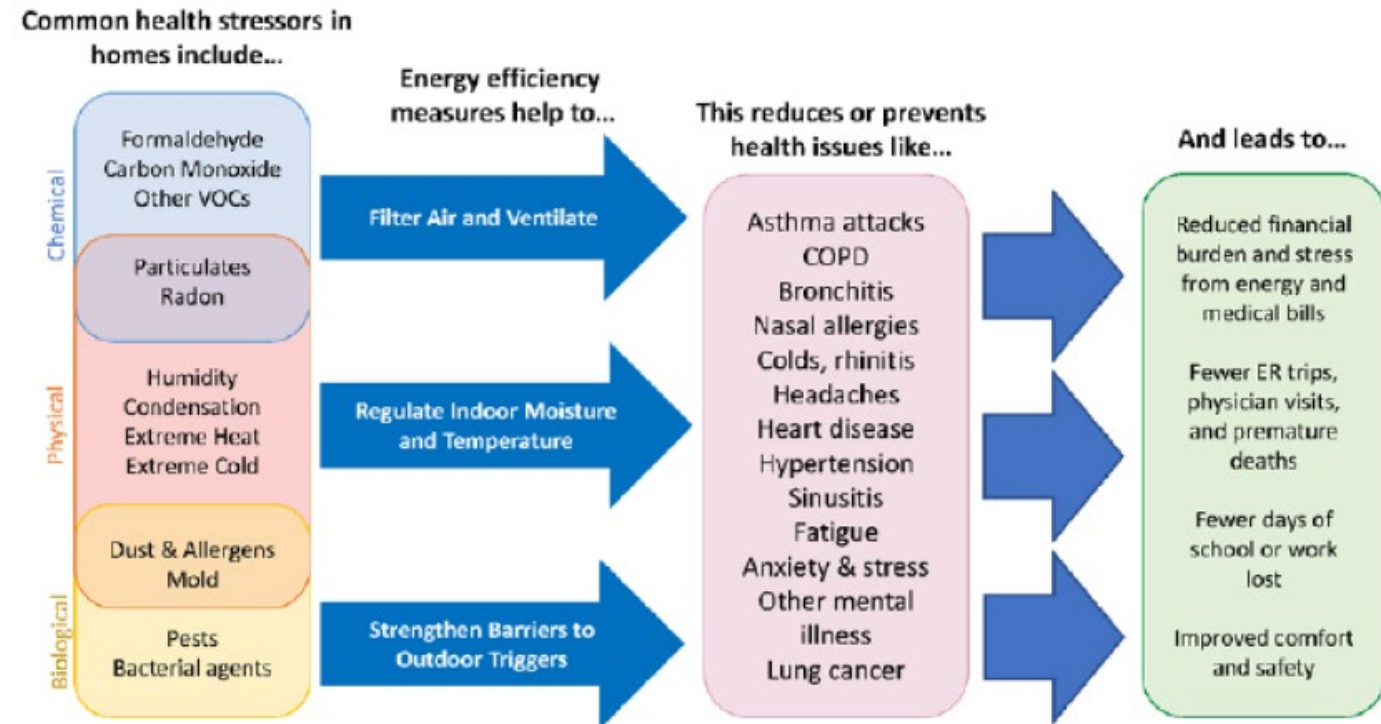 Common health stressors in
homes include...
Chemical
Formaldehyde
Carbon Monoxide
Other VOCs
Particulates
Radon
Physical
Humidity
Condensation
Extreme Heat
Extreme Cold
Dust & Allergens
Mold
Biological
Pests
Bacterial agents
Energy efficiency
measures help to...
Filter Air and Ventilate
Regulate Indoor Moisture
and Temperature
Strengthen Barriers to
Outdoor Triggers
This reduces or prevents
health issues like...
Asthma attacks
COPD
Bronchitis
Nasal allergies
Colds, rhinitis
Headaches
Heart disease
Hypertension
Sinusitis
Fatigue
Anxiety & stress
Other mental
illness
Lung cancer
And leads to...
Reduced financial
burden and stress
from energy and
medical bills
Fewer ER trips,
physician visits,
and premature
deaths
Fewer days of
school or work
lost
Improved comfort
and safety